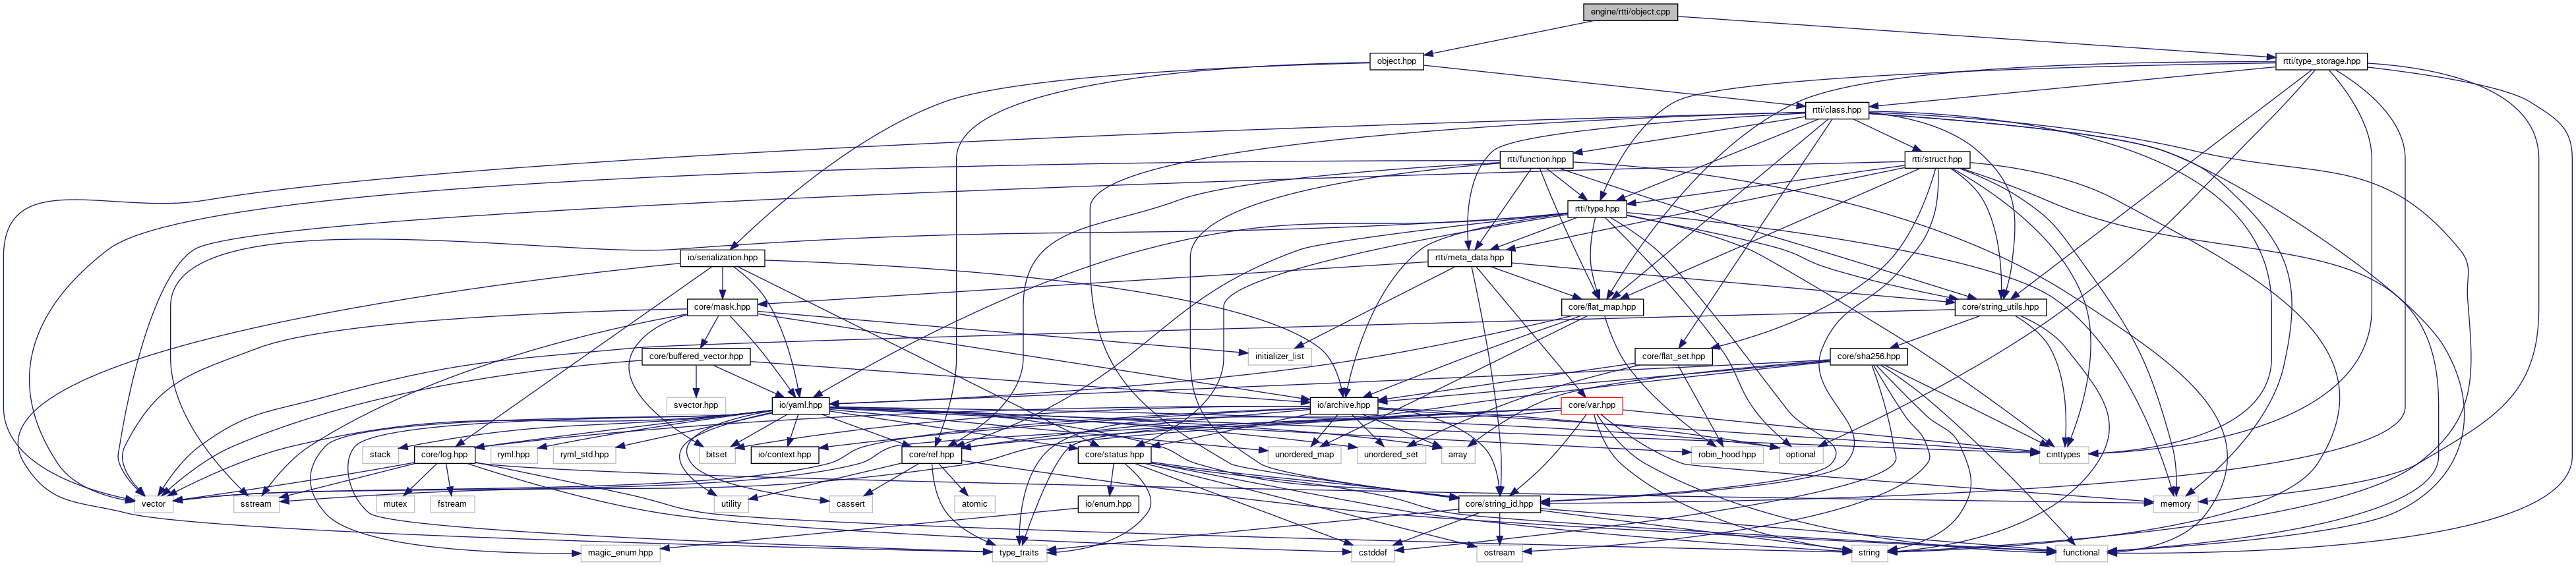 engine/rtti/object.cpp
object.hpp
rtti/type_storage.hpp
rtti/class.hpp
rtti/function.hpp
rtti/struct.hpp
rtti/type.hpp
io/serialization.hpp
rtti/meta_data.hpp
core/mask.hpp
core/flat_map.hpp
core/string_utils.hpp
core/buffered_vector.hpp
initializer_list
core/flat_set.hpp
core/sha256.hpp
svector.hpp
io/yaml.hpp
io/archive.hpp
core/var.hpp
stack
core/log.hpp
ryml.hpp
ryml_std.hpp
bitset
io/context.hpp
core/ref.hpp
core/status.hpp
unordered_map
unordered_set
array
robin_hood.hpp
optional
cinttypes
vector
sstream
mutex
fstream
utility
cassert
atomic
io/enum.hpp
core/string_id.hpp
memory
magic_enum.hpp
type_traits
cstddef
ostream
string
functional